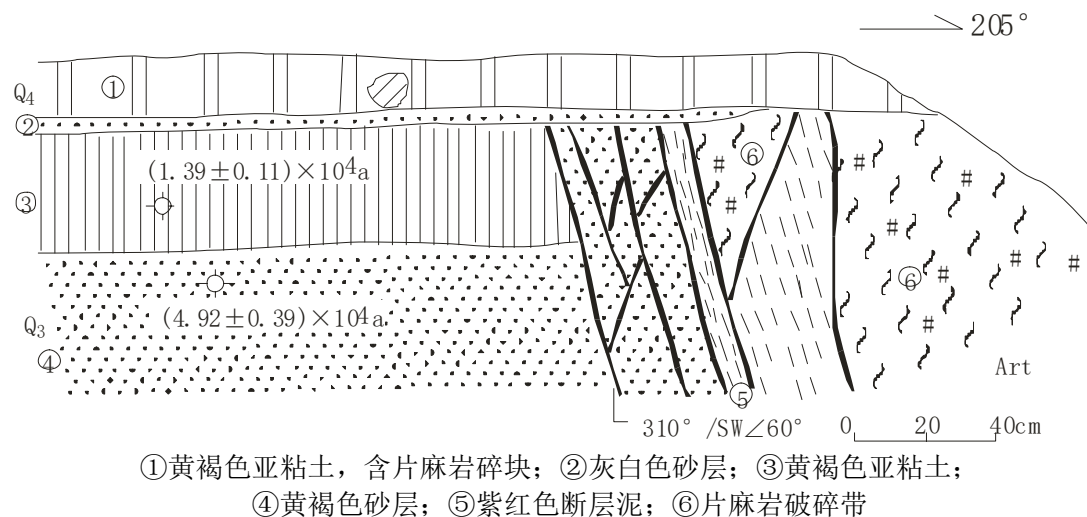 205°
①
Q4
②
(1.39±0.11)×10⁴a
⑥
③
⑥
(4.92±0.39)×10⁴a
Q3
④
Art
⑤
310° /SW∠60°
0 20 40cm
①黄褐色亚粘土，含片麻岩碎块；②灰白色砂层；③黄褐色亚粘土；
④黄褐色砂层；⑤紫红色断层泥；⑥片麻岩破碎带